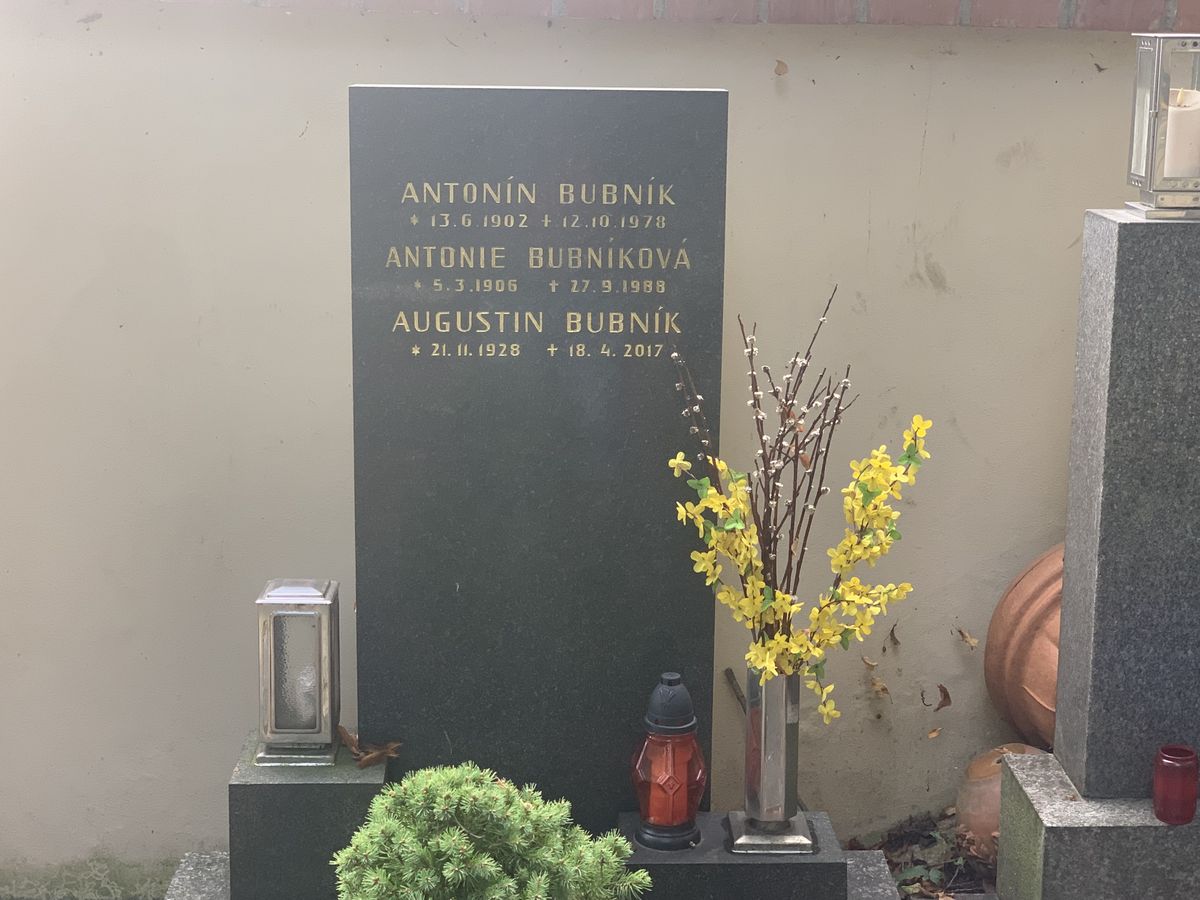 ANTONÍN BUBNÍK
* 13.6.1902 ✝ 12.10.1978
ANTONIE BUBNÍKOVÁ
* 5.3.1906 ✝ 27.9.1988
AUGUSTIN BUBNÍK
* 21.11.1928 ✝ 18.4.2017